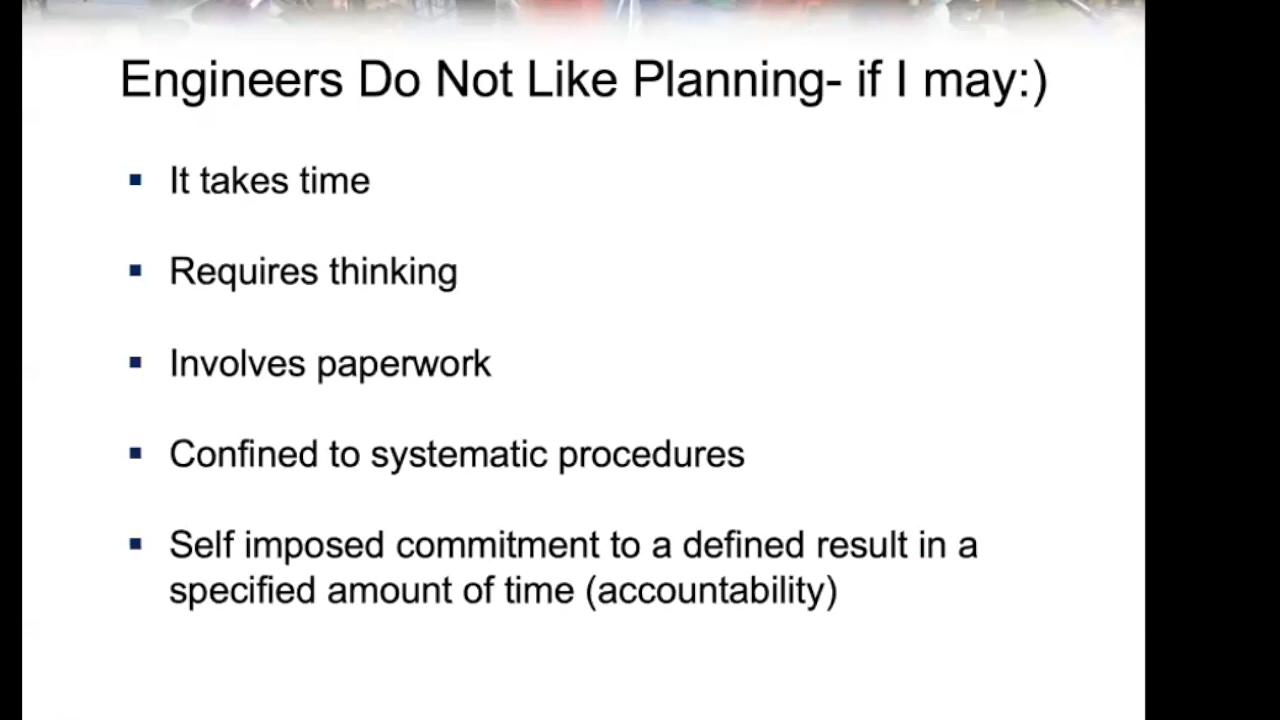 Engineers Do Not Like Planning- if I may:)
▪ It takes time
▪ Requires thinking
▪ Involves paperwork
▪ Confined to systematic procedures
▪ Self imposed commitment to a defined result in a
specified amount of time (accountability)